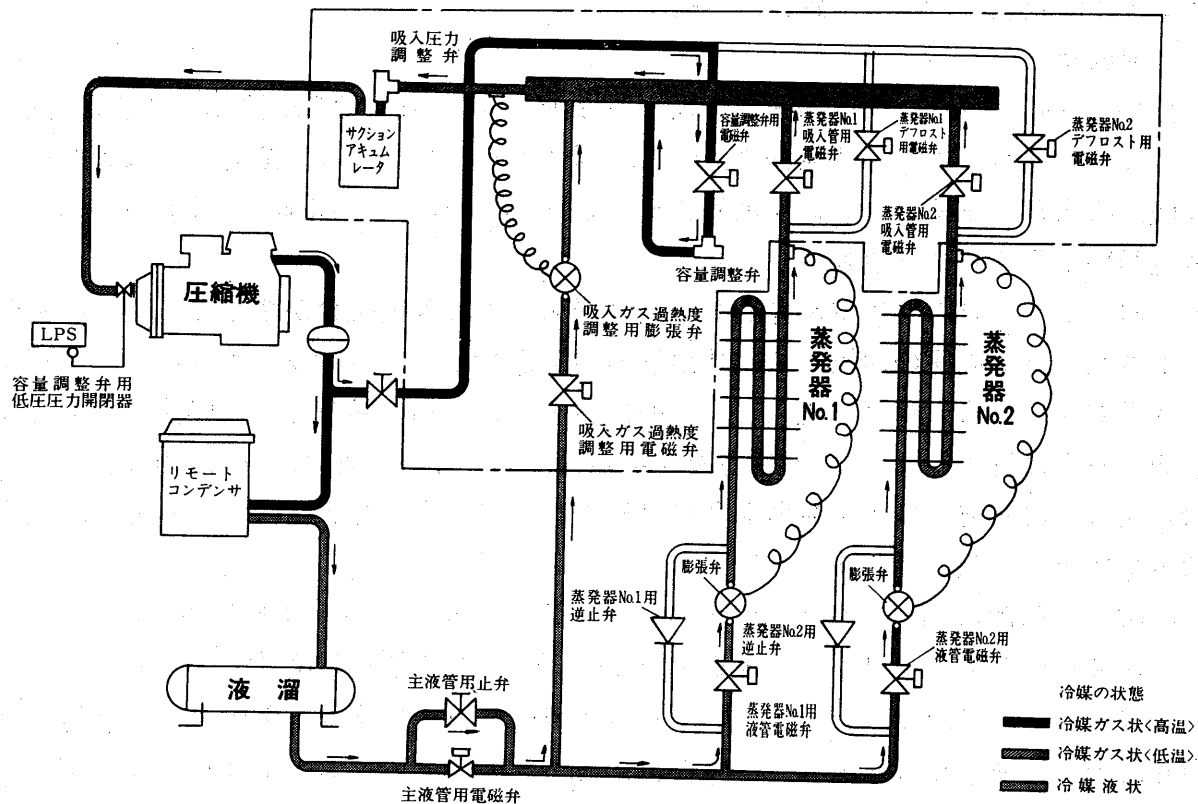 吸入圧力
調整弁
サクション
アキュム
レータ
容量調整弁用
電磁弁
蒸発器No.1
吸入管用
電磁弁
蒸発器No.1
デフロスト
用電磁弁
蒸発器No.2
デフロスト用
電磁弁
蒸発器No.2
吸入管用
電磁弁
容量調整弁
圧縮機
LPS
容量調整弁用
低圧圧力開閉器
吸入ガス過熱度
調整用膨張弁
吸入ガス過熱度
調整用電磁弁
蒸発器
No.1
蒸発器
No.2
リモート
コンデンサ
膨張弁
膨張弁
蒸発器No.1用
逆止弁
蒸発器No.2用
逆止弁
蒸発器No.2用
液管電磁弁
蒸発器No.1用
液管電磁弁
液溜
主液管用止弁
主液管用電磁弁
冷媒の状態
冷媒ガス状<高温>
冷媒ガス状<低温>
冷媒液状